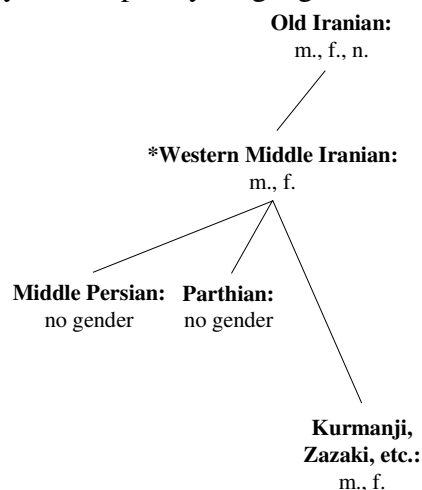 Old Iranian:
m., f., n.
*Western Middle Iranian:
m., f.
Middle Persian: Parthian:
no gender no gender
Kurmanji,
Zazaki, etc.:
m., f.